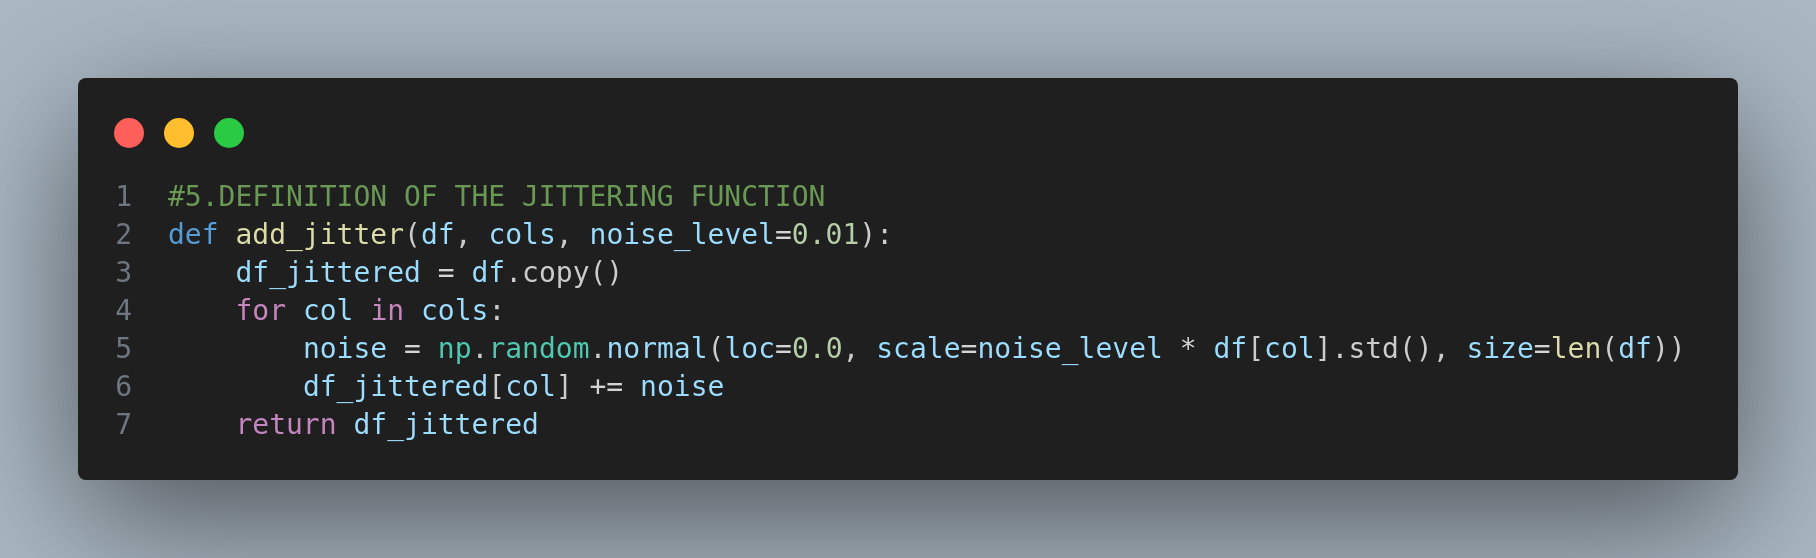 1 #5.DEFINITION OF THE JITTERING FUNCTION
2 def add_jitter(df, cols, noise_level=0.01):
3     df_jittered = df.copy()
4     for col in cols:
5         noise = np.random.normal(loc=0.0, scale=noise_level * df[col].std(), size=len(df))
6         df_jittered[col] += noise
7     return df_jittered